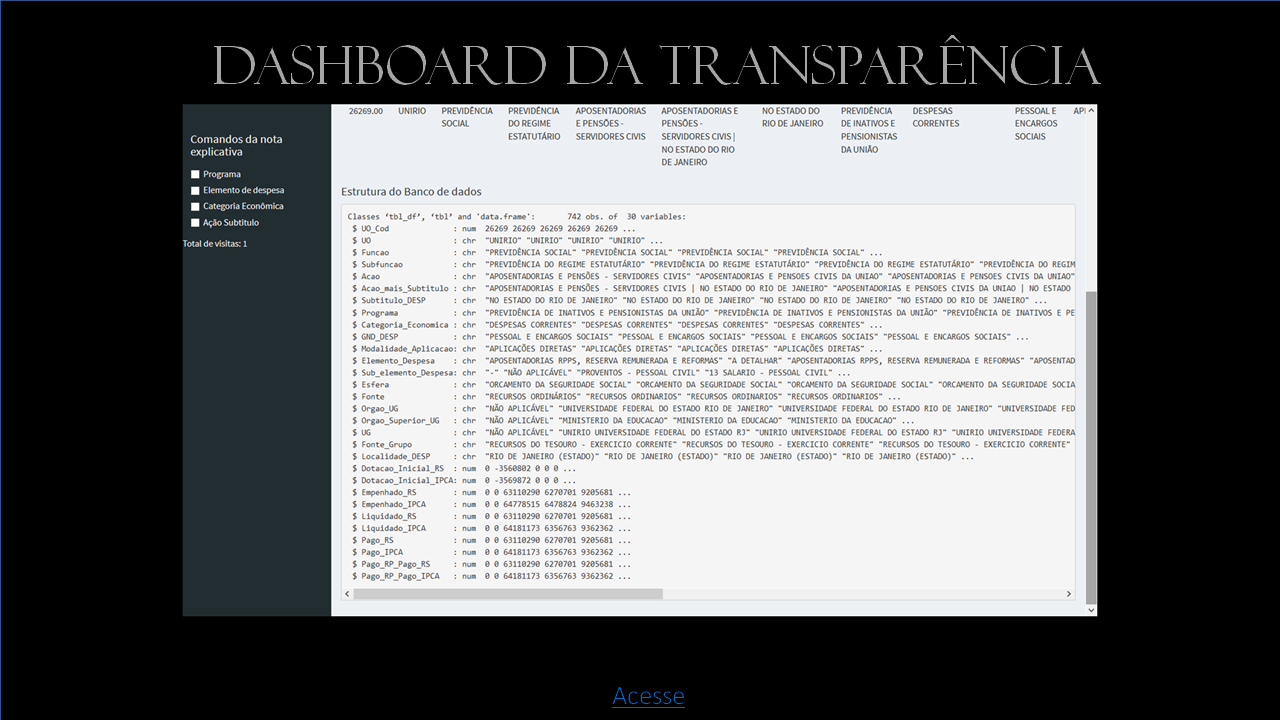 DASHBOARD DA TRANSPARÊNCIA
Comandos da nota
explicativa
Programa
Elemento de despesa
Categoria Econômica
Ação Subtitulo
Total de visitas: 1
26269.00 UNIRIO PREVIDÊNCIA PREVIDÊNCIA APOSENTADORIAS APOSENTADORIAS E NO ESTADO DO PREVIDÊNCIA DESPESAS PESSOAL E API
SOCIAL DO REGIME E PENSÕES - PENSÕES - RIO DE JANEIRO DE INATIVOS E CORRENTES ENCARGOS
ESTATUTÁRIO SERVIDORES CIVIS SERVIDORES CIVIS | PENSIONISTAS SOCIAIS
NO ESTADO DO RIO DA UNIÃO
DE JANEIRO
Estrutura do Banco de dados
Classes ‘tbl_df’, ‘tbl’ and 'data.frame': 742 obs. of 30 variables:
$ UO_Cod : num 26269 26269 26269 26269 26269 ...
$ UO : chr "UNIRIO" "UNIRIO" "UNIRIO" "UNIRIO" ...
$ Funcao : chr "PREVIDÊNCIA SOCIAL" "PREVIDÊNCIA SOCIAL" "PREVIDÊNCIA SOCIAL" "PREVIDÊNCIA SOCIAL" ...
$ Subfuncao : chr "PREVIDÊNCIA DO REGIME ESTATUTÁRIO" "PREVIDÊNCIA DO REGIME ESTATUTÁRIO" "PREVIDÊNCIA DO REGIME ESTATUTÁRIO" "PREVIDÊNCIA DO REGIM
$ Acao : chr "APOSENTADORIAS E PENSÕES - SERVIDORES CIVIS" "APOSENTADORIAS E PENSOES CIVIS DA UNIAO" "APOSENTADORIAS E PENSOES CIVIS DA UNIAO"
$ Acao_mais_Subtitulo : chr "APOSENTADORIAS E PENSÕES - SERVIDORES CIVIS | NO ESTADO DO RIO DE JANEIRO" "APOSENTADORIAS E PENSOES CIVIS DA UNIAO | NO ESTADO
$ Subtitulo_DESP : chr "NO ESTADO DO RIO DE JANEIRO" "NO ESTADO DO RIO DE JANEIRO" "NO ESTADO DO RIO DE JANEIRO" "NO ESTADO DO RIO DE JANEIRO" ...
$ Programa : chr "PREVIDÊNCIA DE INATIVOS E PENSIONISTAS DA UNIÃO" "PREVIDÊNCIA DE INATIVOS E PENSIONISTAS DA UNIÃO" "PREVIDÊNCIA DE INATIVOS E PE
$ Categoria_Economica : chr "DESPESAS CORRENTES" "DESPESAS CORRENTES" "DESPESAS CORRENTES" "DESPESAS CORRENTES" ...
$ GND_DESP : chr "PESSOAL E ENCARGOS SOCIAIS" "PESSOAL E ENCARGOS SOCIAIS" "PESSOAL E ENCARGOS SOCIAIS" "PESSOAL E ENCARGOS SOCIAIS" ...
$ Modalidade_Aplicacao: chr "APLICAÇÕES DIRETAS" "APLICAÇÕES DIRETAS" "APLICAÇÕES DIRETAS" "APLICAÇÕES DIRETAS" ...
$ Elemento_Despesa : chr "APOSENTADORIAS RPPS, RESERVA REMUNERADA E REFORMAS" "A DETALHAR" "APOSENTADORIAS RPPS, RESERVA REMUNERADA E REFORMAS" "APOSENTAD
$ Sub_elemento_Despesa: chr "-" "NÃO APLICÁVEL" "PROVENTOS - PESSOAL CIVIL" "13 SALARIO - PESSOAL CIVIL" ...
$ Esfera : chr "ORCAMENTO DA SEGURIDADE SOCIAL" "ORCAMENTO DA SEGURIDADE SOCIAL" "ORCAMENTO DA SEGURIDADE SOCIAL" "ORCAMENTO DA SEGURIDADE SOCIA
$ Fonte : chr "RECURSOS ORDINÁRIOS" "RECURSOS ORDINARIOS" "RECURSOS ORDINARIOS" "RECURSOS ORDINARIOS" ...
$ Orgao_UG : chr "NÃO APLICÁVEL" "UNIVERSIDADE FEDERAL DO ESTADO RIO DE JANEIRO" "UNIVERSIDADE FEDERAL DO ESTADO RIO DE JANEIRO" "UNIVERSIDADE FED
$ Orgao_Superior_UG : chr "NÃO APLICÁVEL" "MINISTERIO DA EDUCACAO" "MINISTERIO DA EDUCACAO" "MINISTERIO DA EDUCACAO" ...
$ UG : chr "NÃO APLICÁVEL" "UNIRIO UNIVERSIDADE FEDERAL DO ESTADO RJ" "UNIRIO UNIVERSIDADE FEDERAL DO ESTADO RJ" "UNIRIO UNIVERSIDADE FEDERA
$ Fonte_Grupo : chr "RECURSOS DO TESOURO - EXERCICIO CORRENTE" "RECURSOS DO TESOURO - EXERCICIO CORRENTE" "RECURSOS DO TESOURO - EXERCICIO CORRENTE"
$ Localidade_DESP : chr "RIO DE JANEIRO (ESTADO)" "RIO DE JANEIRO (ESTADO)" "RIO DE JANEIRO (ESTADO)" "RIO DE JANEIRO (ESTADO)" ...
$ Dotacao_Inicial_RS : num 0 -3560802 0 0 0 ...
$ Dotacao_Inicial_IPCA: num 0 -3569872 0 0 0 ...
$ Empenhado_RS : num 0 0 63110290 6270701 9205681 ...
$ Empenhado_IPCA : num 0 0 64778515 6478824 9463238 ...
$ Liquidado_RS : num 0 0 63110290 6270701 9205681 ...
$ Liquidado_IPCA : num 0 0 64181173 6356763 9362362 ...
$ Pago_RS : num 0 0 63110290 6270701 9205681 ...
$ Pago_IPCA : num 0 0 64181173 6356763 9362362 ...
$ Pago_RP_Pago_RS : num 0 0 63110290 6270701 9205681 ...
$ Pago_RP_Pago_IPCA : num 0 0 64181173 6356763 9362362 ...
Acesse